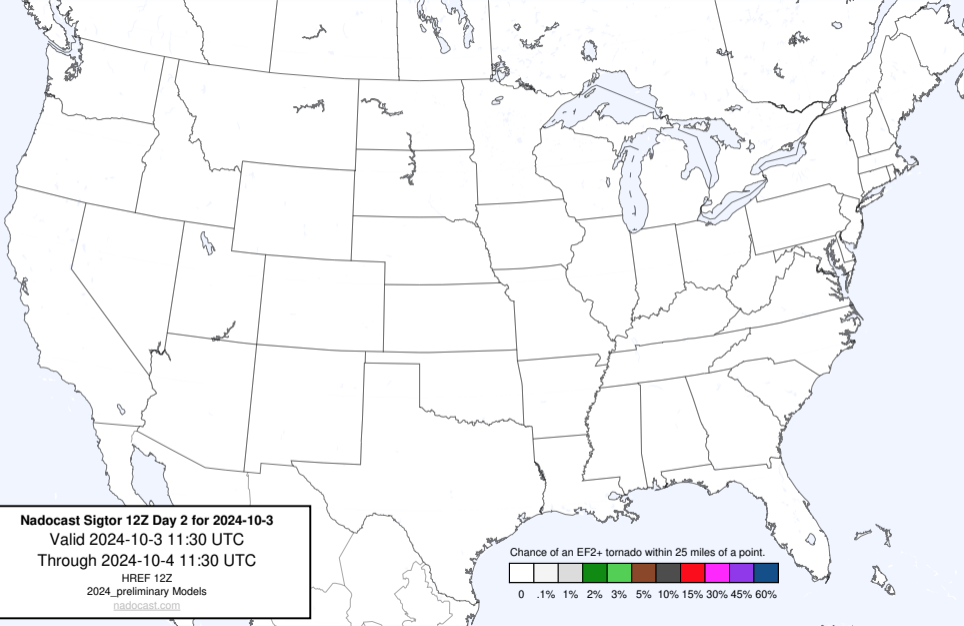 Nadocast Sigtor 12Z Day 2 for 2024-10-3
Valid 2024-10-3 11:30 UTC
Through 2024-10-4 11:30 UTC
HREF 12Z
2024_preliminary Models
nadocast.com
Chance of an EF2+ tornado within 25 miles of a point.
0 .1% 1% 2% 3% 5% 10% 15% 30% 45% 60%